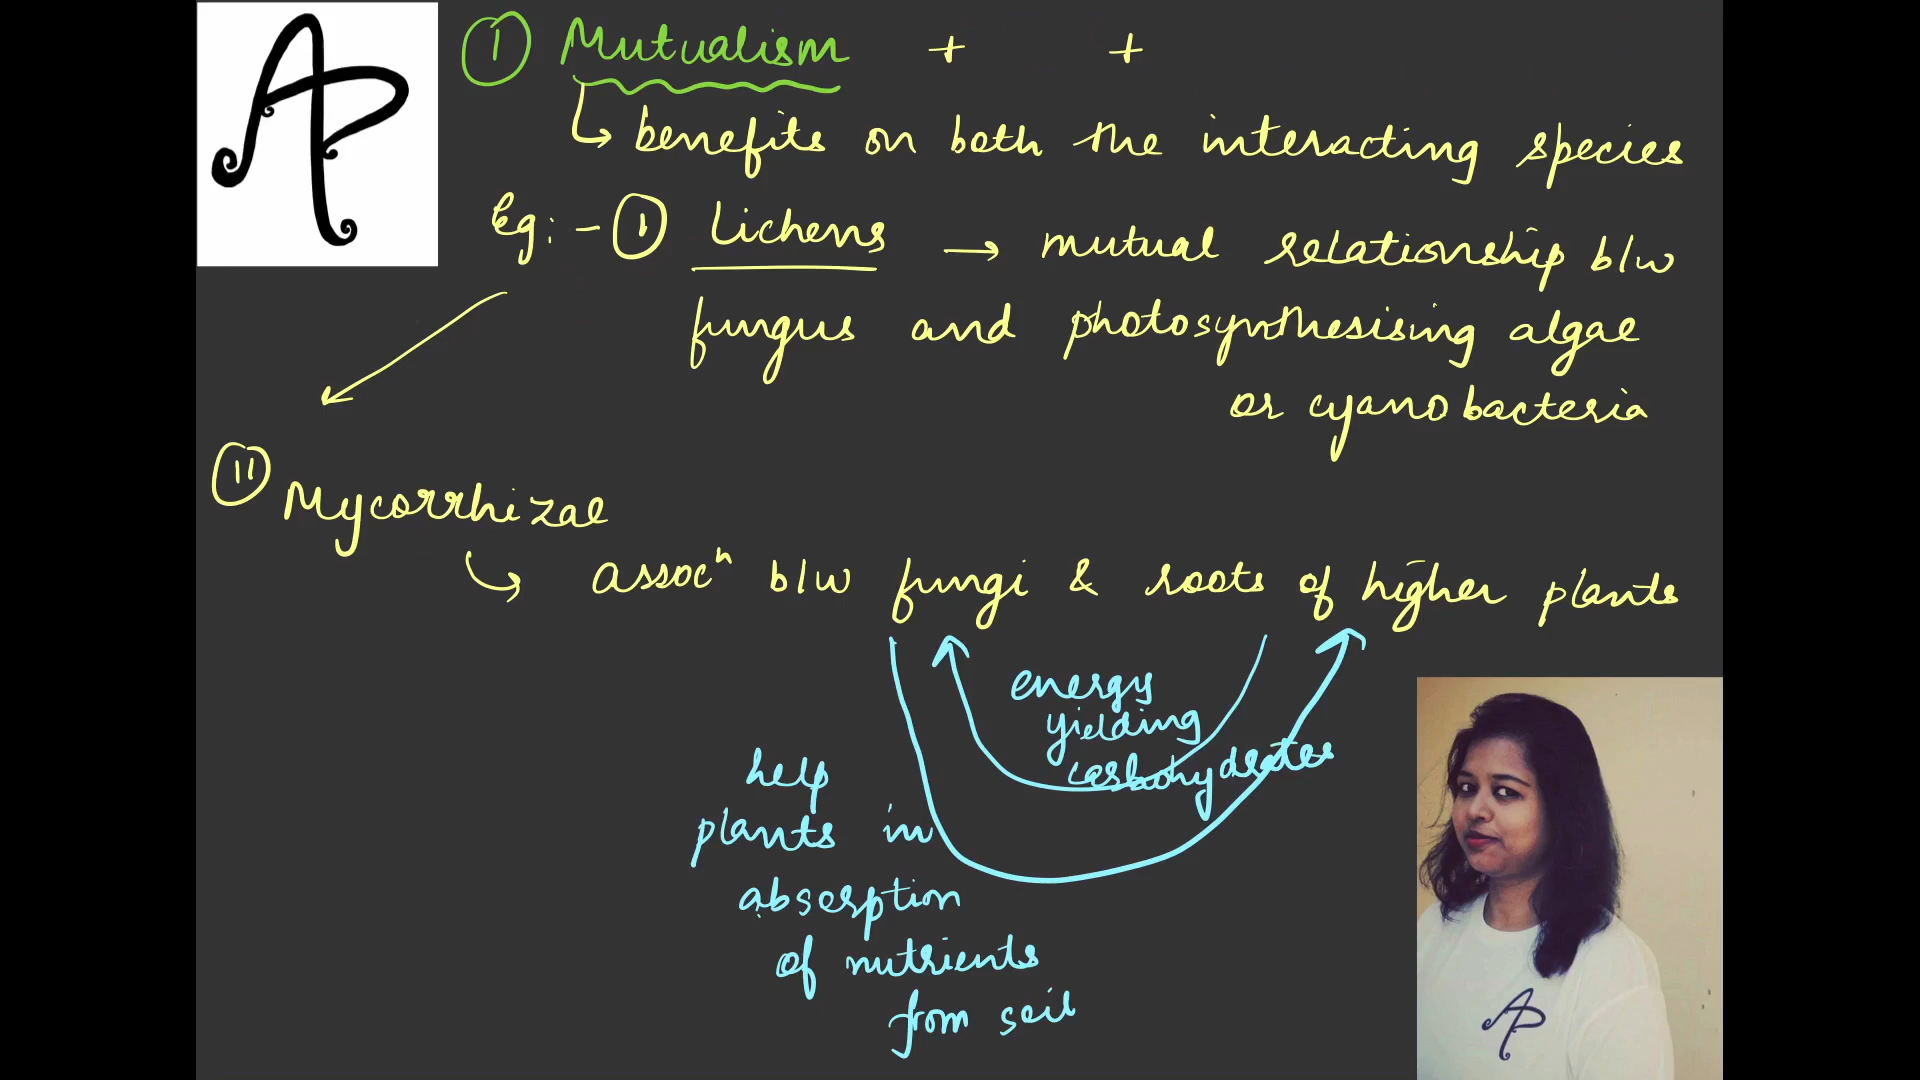 AP
① Mutualism + +
↳ benefits on both the interacting species
Eg:- ① Lichens → mutual relationship b/w
fungus and photosynthesising algae
or cyanobacteria
⑪ Mycorrhizae
↳ assocⁿ b/w fungi & roots of higher plants
energy
yielding
carbohydrates
help
plants in
absorption
of nutrients
from soil
AP